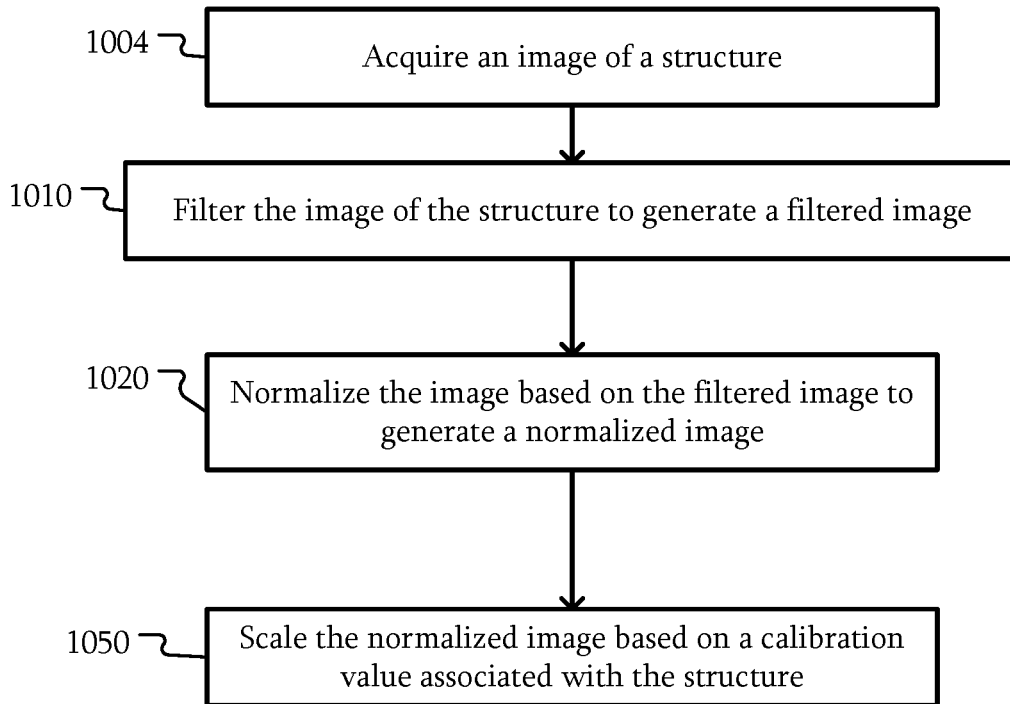 1004
Acquire an image of a structure
1010
Filter the image of the structure to generate a filtered image
1020
Normalize the image based on the filtered image to
generate a normalized image
1050
Scale the normalized image based on a calibration
value associated with the structure